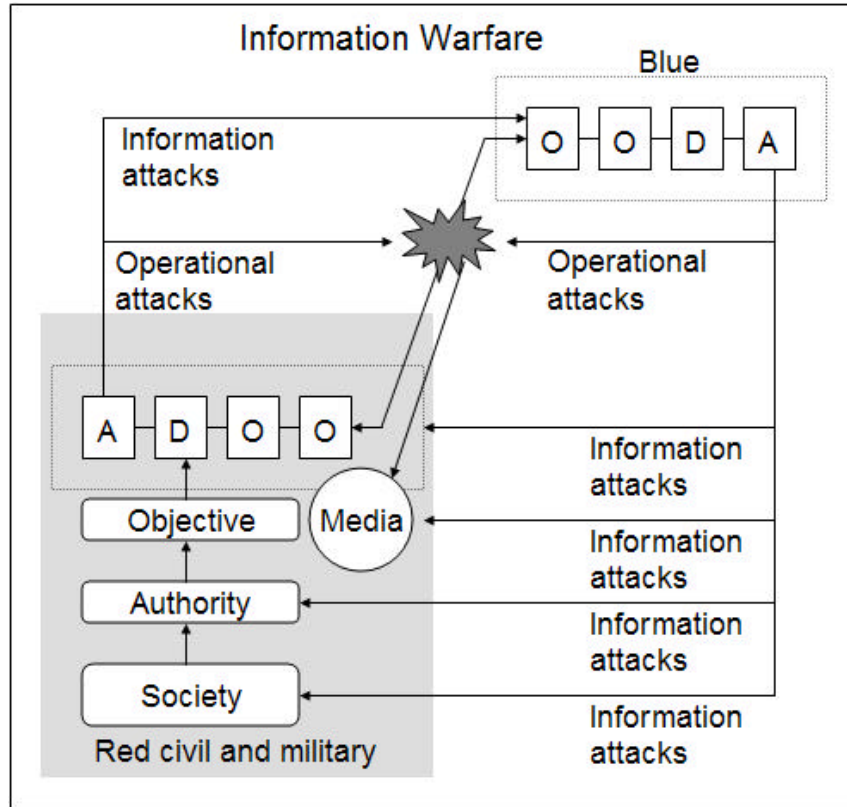 Information Warfare
Blue
O O D A
Information
attacks
Operational
attacks
Operational
attacks
A D O O
Information
attacks
Objective
Media
Information
attacks
Authority
Information
attacks
Society
Information
attacks
Red civil and military